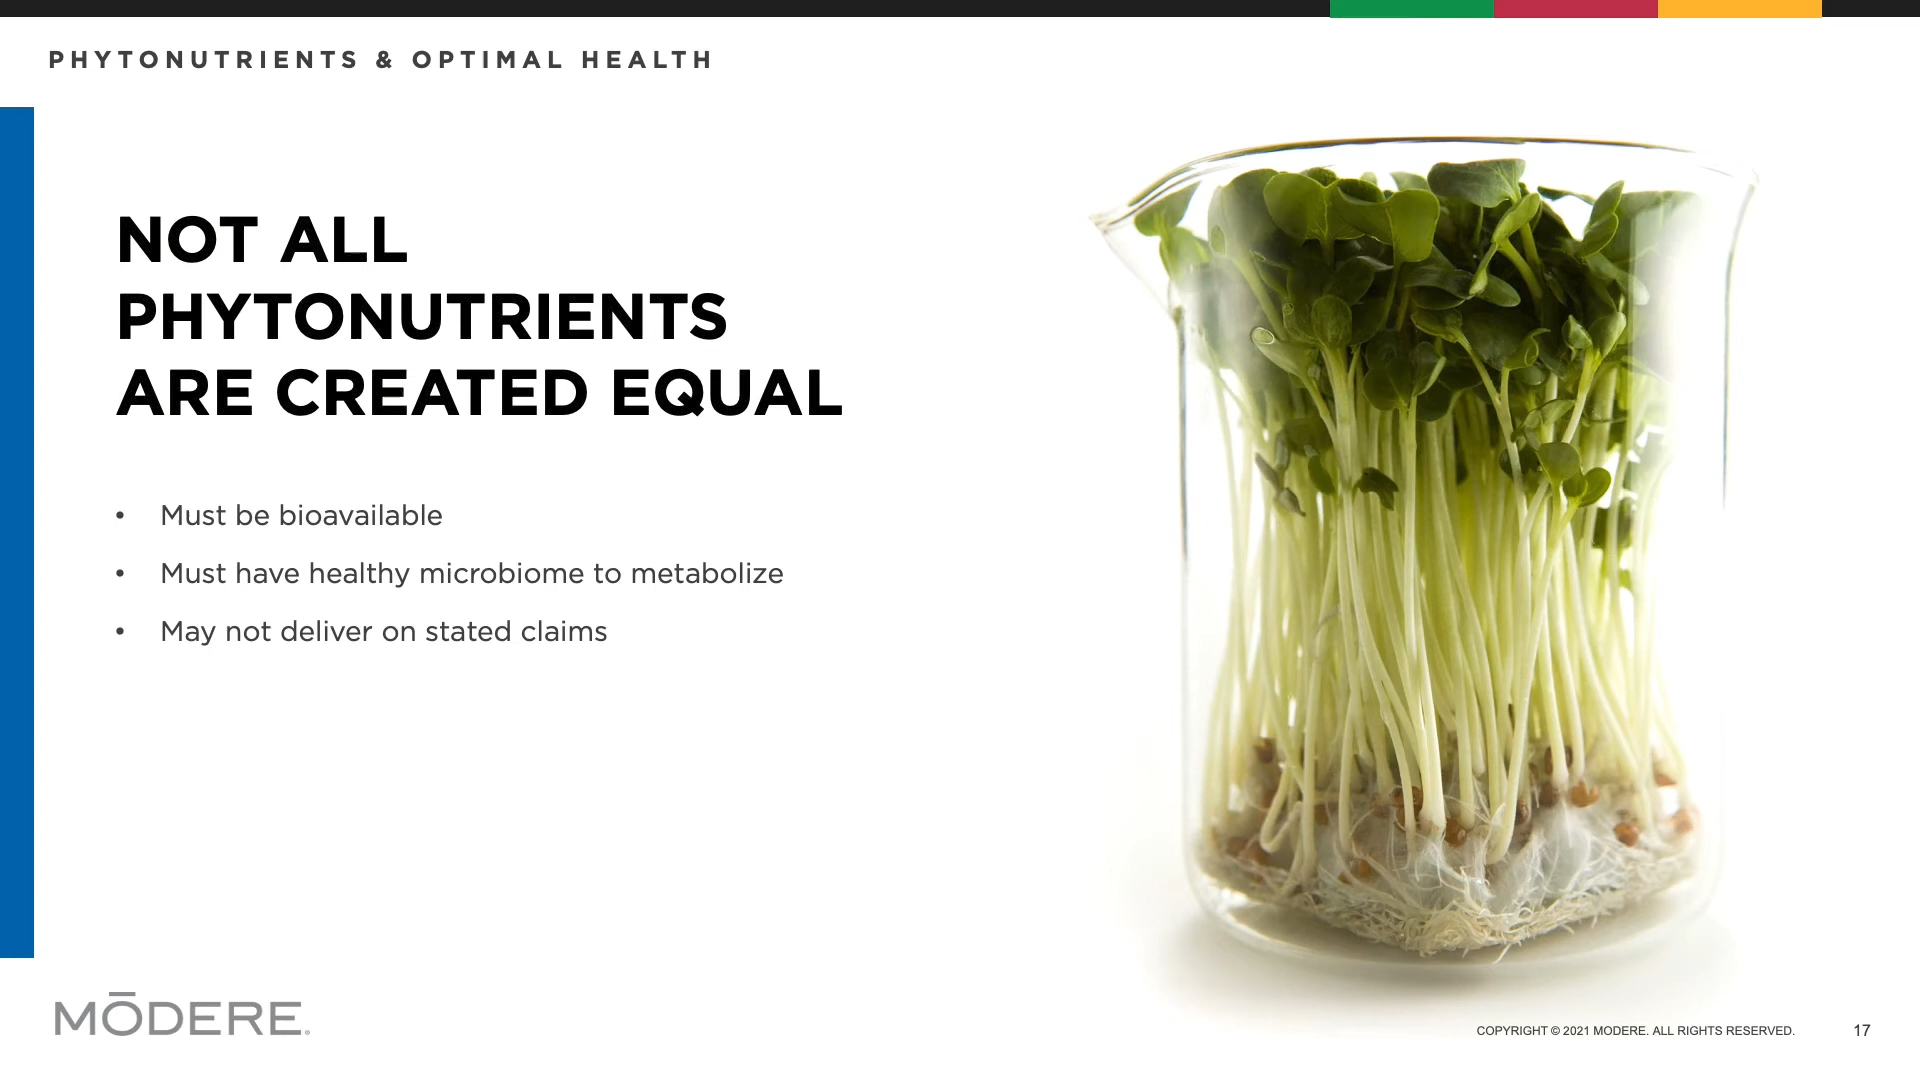 PHYTONUTRIENTS & OPTIMAL HEALTH
NOT ALL
PHYTONUTRIENTS
ARE CREATED EQUAL
• Must be bioavailable
• Must have healthy microbiome to metabolize
• May not deliver on stated claims
MŌDERE®
COPYRIGHT © 2021 MODERE. ALL RIGHTS RESERVED.
17